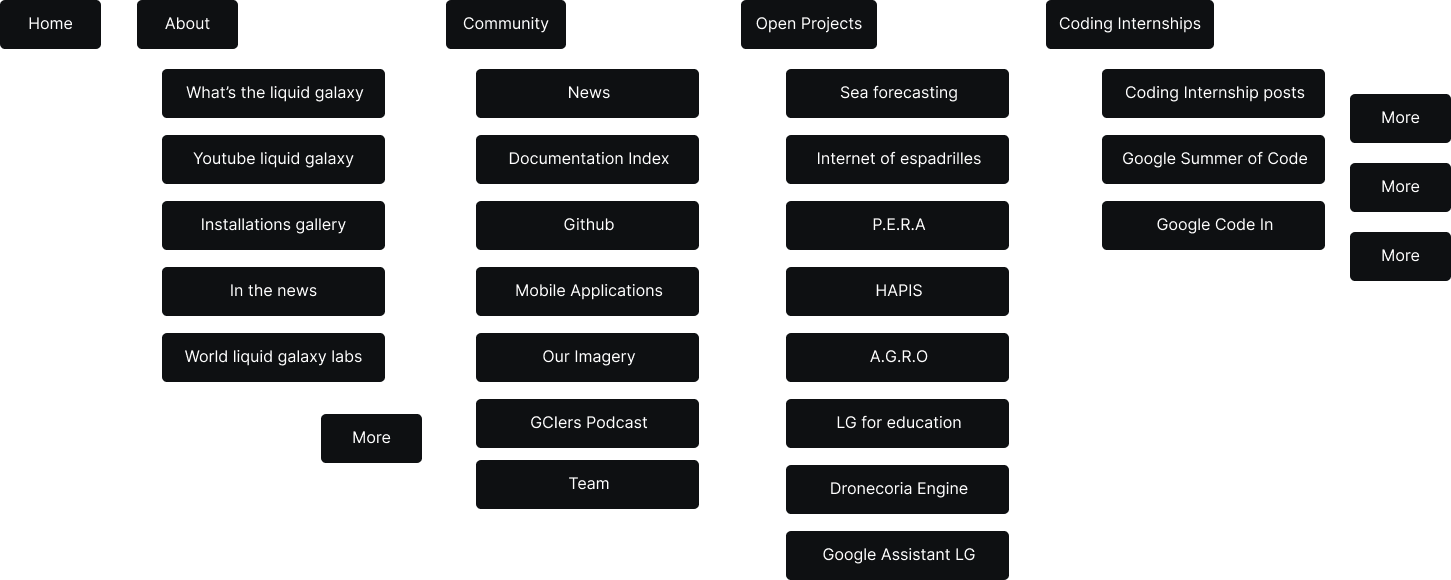 Home
About
What’s the liquid galaxy
Youtube liquid galaxy
Installations gallery
In the news
World liquid galaxy labs
More
Community
News
Documentation Index
Github
Mobile Applications
Our Imagery
GCIers Podcast
Team
Open Projects
Sea forecasting
Internet of espadrilles
P.E.R.A
HAPIS
A.G.R.O
LG for education
Dronecoria Engine
Google Assistant LG
Coding Internships
Coding Internship posts
Google Summer of Code
Google Code In
More
More
More